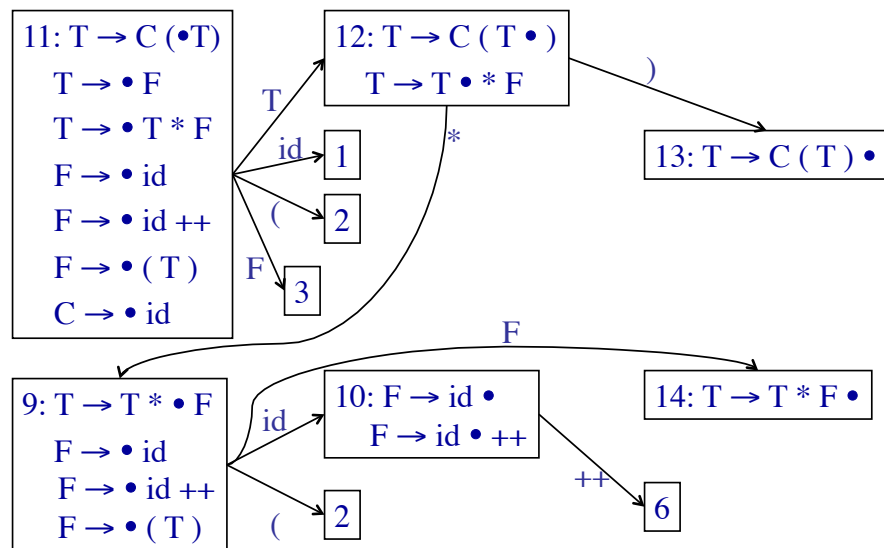 11: T → C (•T)
T → • F
T → • T * F
F → • id
F → • id ++
F → • ( T )
C → • id
T
id
(
F
12: T → C ( T • )
T → T • * F
1
2
3
)
*
13: T → C ( T ) •
9: T → T * • F
F → • id
F → • id ++
F → • ( T )
F
id
(
10: F → id •
F → id • ++
2
++
14: T → T * F •
6